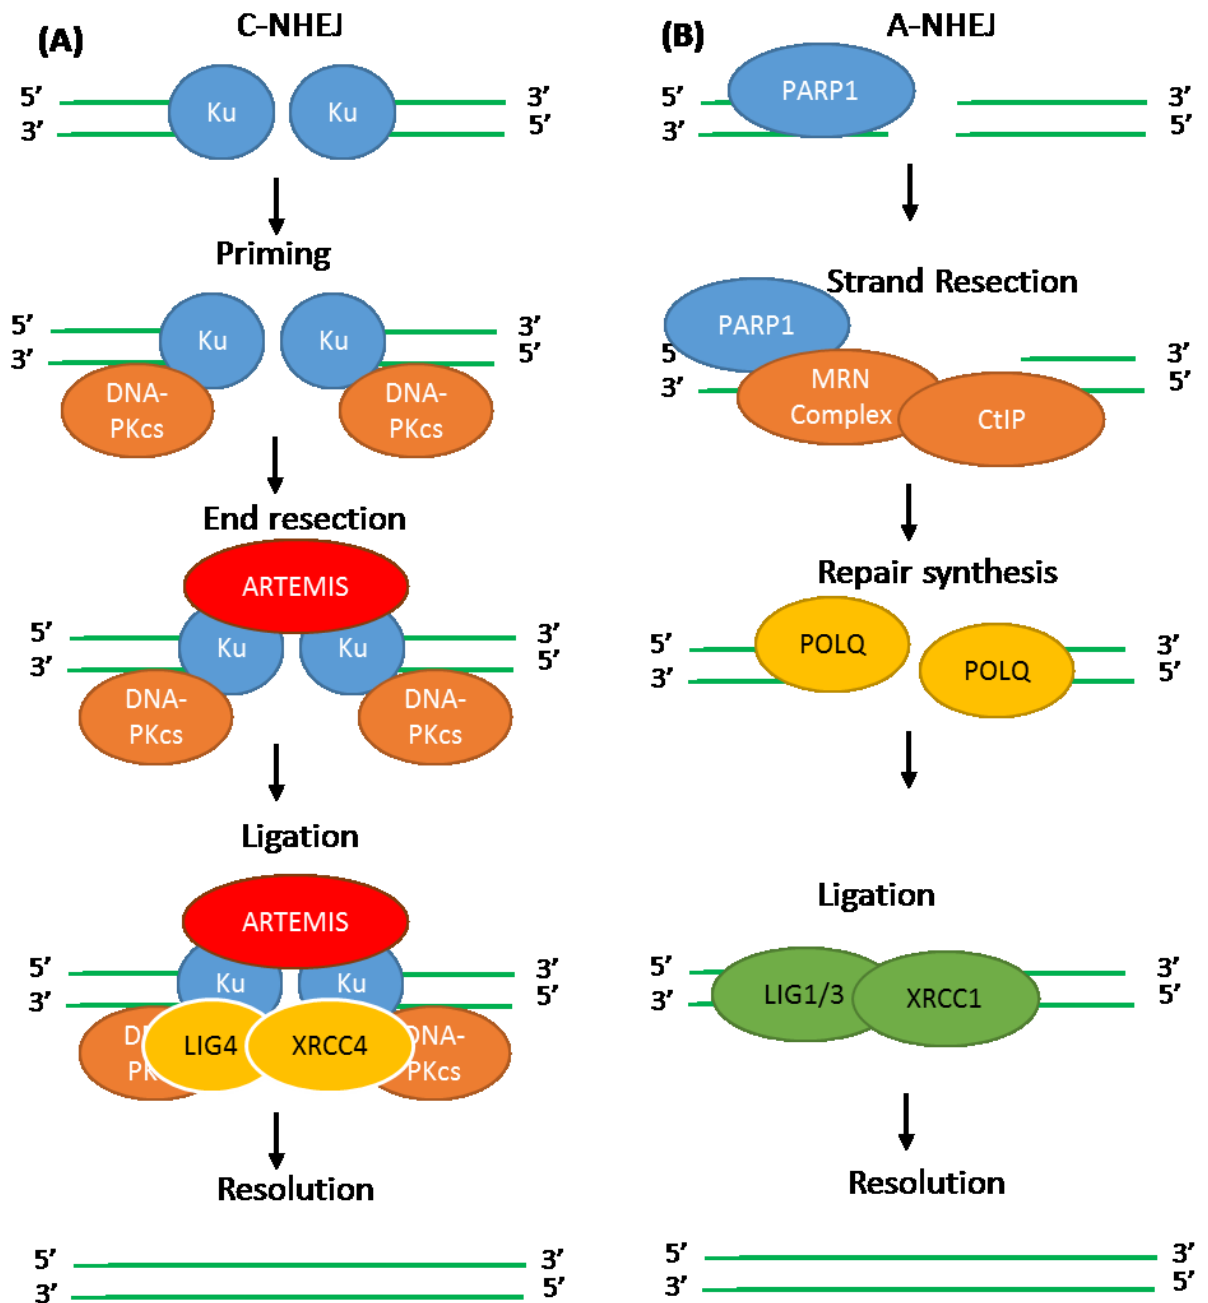 (A)
C-NHEJ
5' Ku Ku 3'
3' 5'
Priming
5' Ku Ku 3'
3' 5'
DNA- DNA-
PKcs PKcs
End resection
ARTEMIS
5' Ku Ku 3'
3' 5'
DNA- DNA-
PKcs PKcs
Ligation
ARTEMIS
5' Ku Ku 3'
3' 5'
LIG4 XRCC4
DNA-
PKcs
Resolution
5' 3'
3' 5'
(B)
A-NHEJ
5' PARP1 3'
3' 5'
Strand Resection
PARP1
5 3'
3' 5'
MRN
Complex
CtIP
Repair synthesis
5' POLQ 3'
3' POLQ 5'
Ligation
5' 3'
3' LIG1/3 XRCC1 5'
Resolution
5' 3'
3' 5'